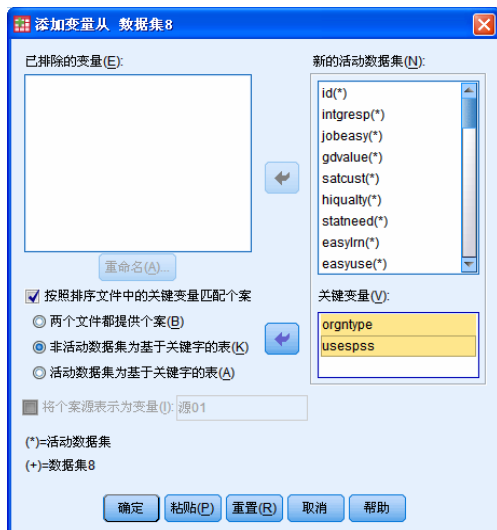 添加变量从 数据集8
已排除的变量(E):
新的活动数据集(N):
id(*)
intgresp(*)
jobeasy(*)
gdvalue(*)
satcust(*)
hiqualty(*)
statneed(*)
easylrn(*)
easyuse(*)
重命名(A)...
按照排序文件中的关键变量匹配个案
两个文件都提供个案(B)
非活动数据集为基于关键字的表(K)
活动数据集为基于关键字的表(A)
关键变量(V):
orgntype
usespss
将个案源表示为变量(I): 源01
(*)=活动数据集
(+)=数据集8
确定 粘贴(P) 重置(R) 取消 帮助